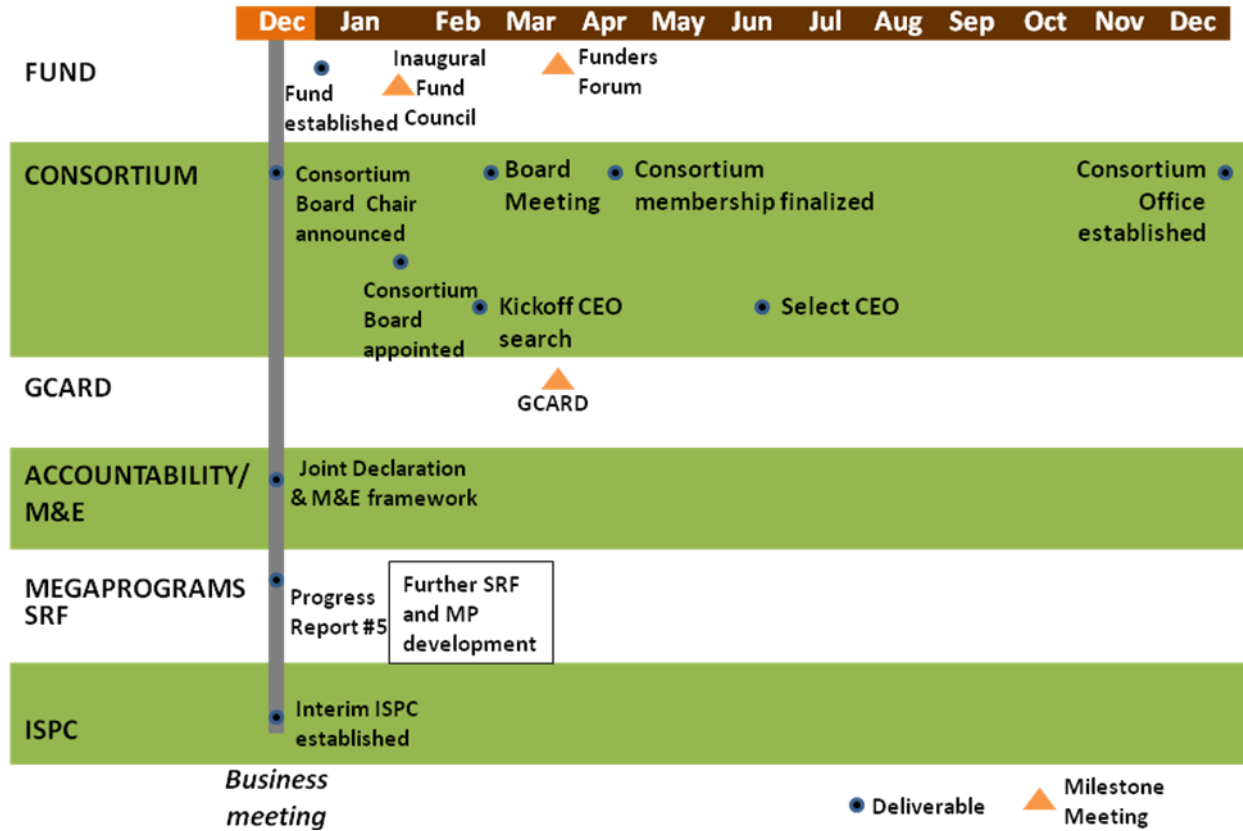 Dec Jan Feb Mar Apr May Jun Jul Aug Sep Oct Nov Dec
FUND
Fund
established
Inaugural
Fund
Council
Funders
Forum
CONSORTIUM
Consortium
Board Chair
announced
Board
Meeting
Consortium
membership finalized
Consortium
Office
established
Consortium
Board
appointed
Kickoff CEO
search
Select CEO
GCARD
GCARD
ACCOUNTABILITY/
M&E
Joint Declaration
& M&E framework
MEGAPROGRAMS
SRF
Progress
Report #5
Further SRF
and MP
development
ISPC
Interim ISPC
established
Business
meeting
Deliverable
Milestone
Meeting